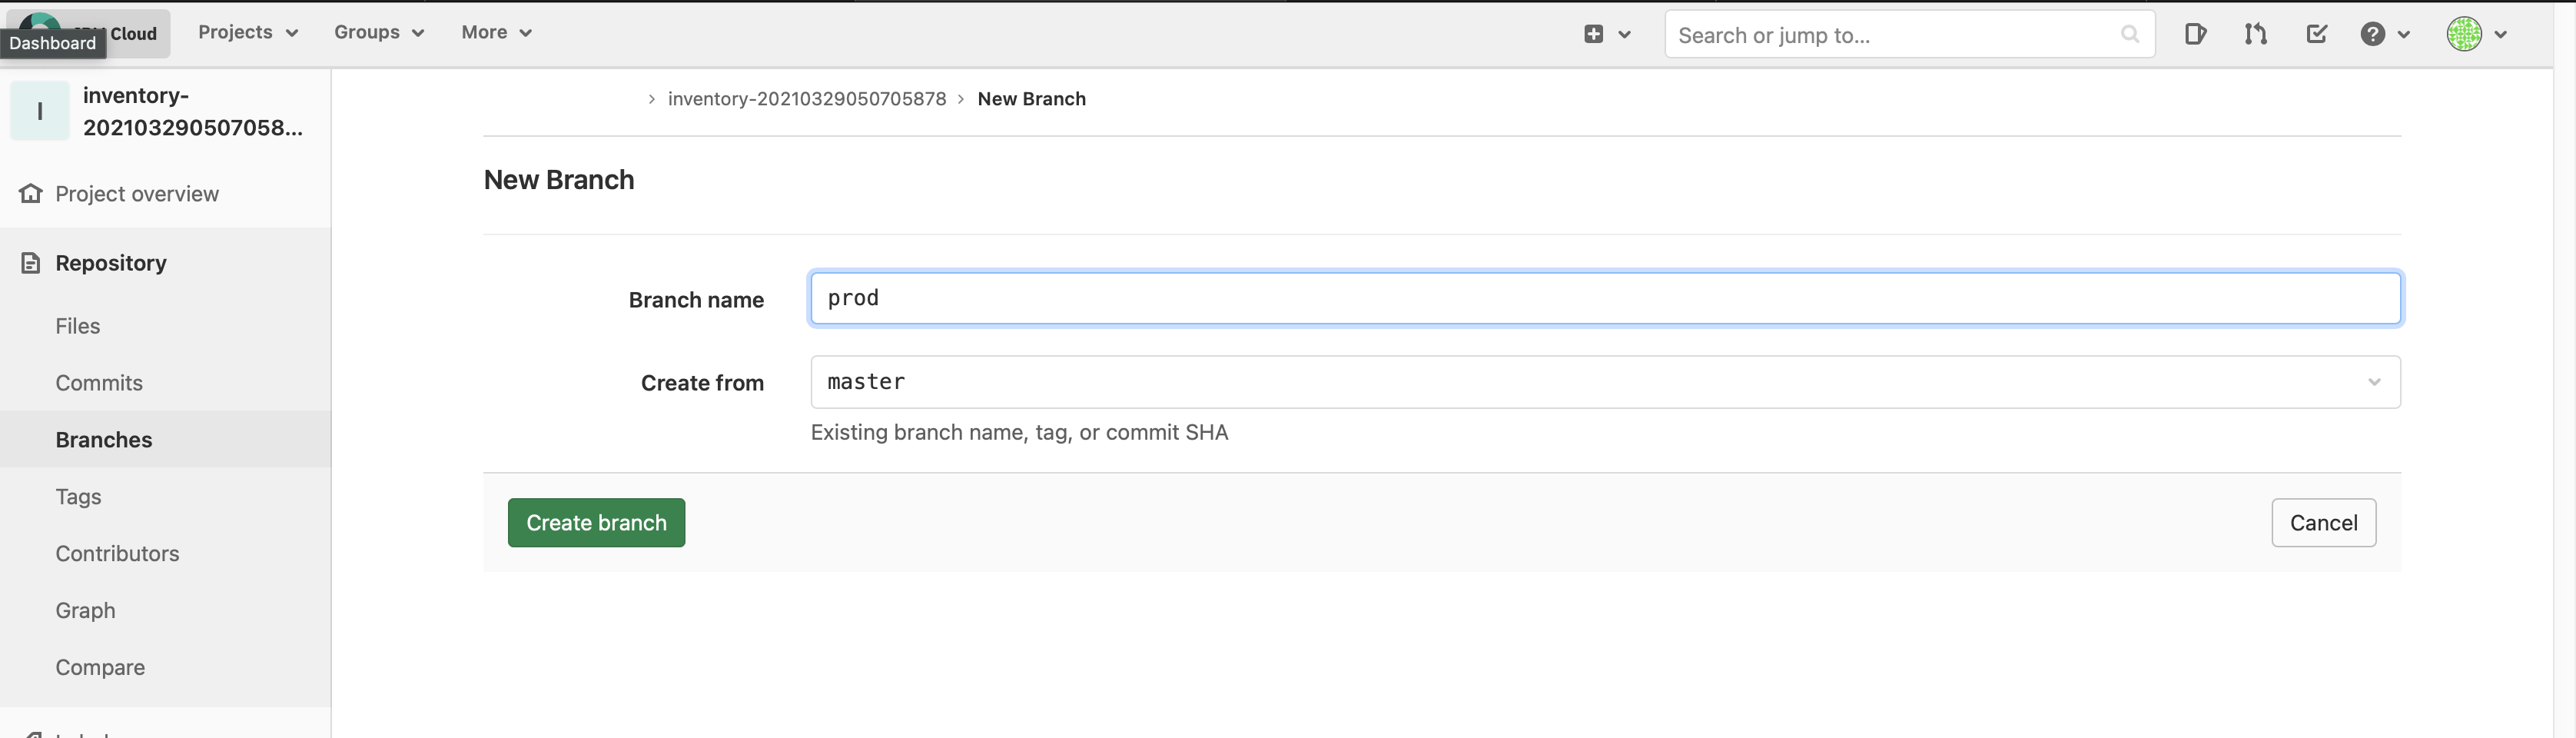 Cloud
Dashboard
Projects
Groups
More
Search or jump to...
I
inventory-
202103290507058...
inventory-20210329050705878 > New Branch
Project overview
New Branch
Repository
Branch name
prod
Files
Create from
master
Commits
Existing branch name, tag, or commit SHA
Branches
Tags
Create branch
Cancel
Contributors
Graph
Compare